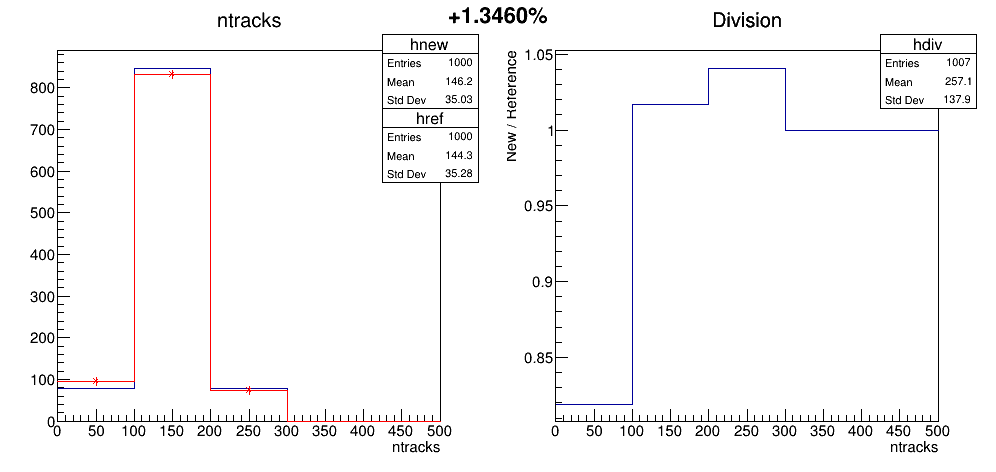 +1.3460%
ntracks
hnew
Entries 1000
Mean 146.2
Std Dev 35.03
href
Entries 1000
Mean 144.3
Std Dev 35.28
800
700
600
500
400
300
200
100
0
0 50 100 150 200 250 300 350 400 450 500
ntracks
Division
hdiv
Entries 1007
Mean 257.1
Std Dev 137.9
New / Reference
1.05
1
0.95
0.9
0.85
0 50 100 150 200 250 300 350 400 450 500
ntracks